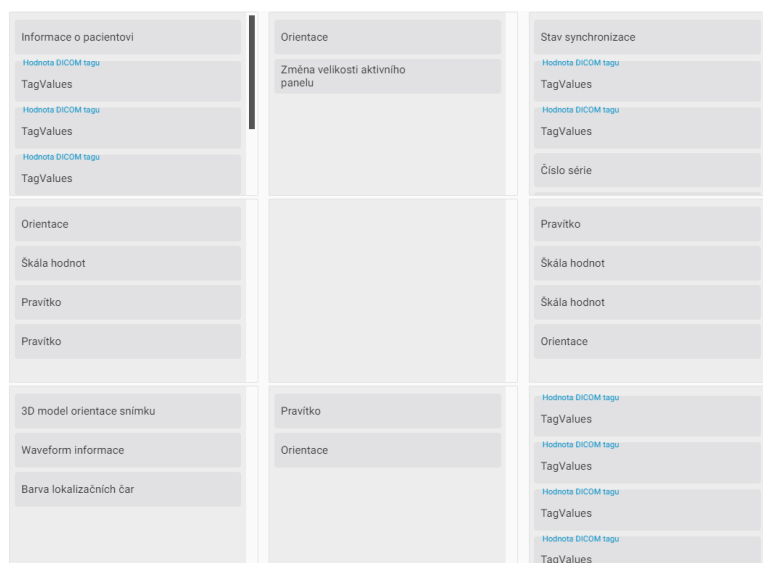 Informace o pacientovi
Hodnota DICOM tagu
TagValues
Hodnota DICOM tagu
TagValues
Hodnota DICOM tagu
TagValues
Orientace
Změna velikosti aktivního
panelu
Stav synchronizace
Hodnota DICOM tagu
TagValues
Hodnota DICOM tagu
TagValues
Číslo série
Orientace
Škála hodnot
Pravítko
Pravítko
Pravítko
Škála hodnot
Škála hodnot
Orientace
3D model orientace snímku
Waveform informace
Barva lokalizačních čar
Pravítko
Orientace
Hodnota DICOM tagu
TagValues
Hodnota DICOM tagu
TagValues
Hodnota DICOM tagu
TagValues
Hodnota DICOM tagu
TagValues